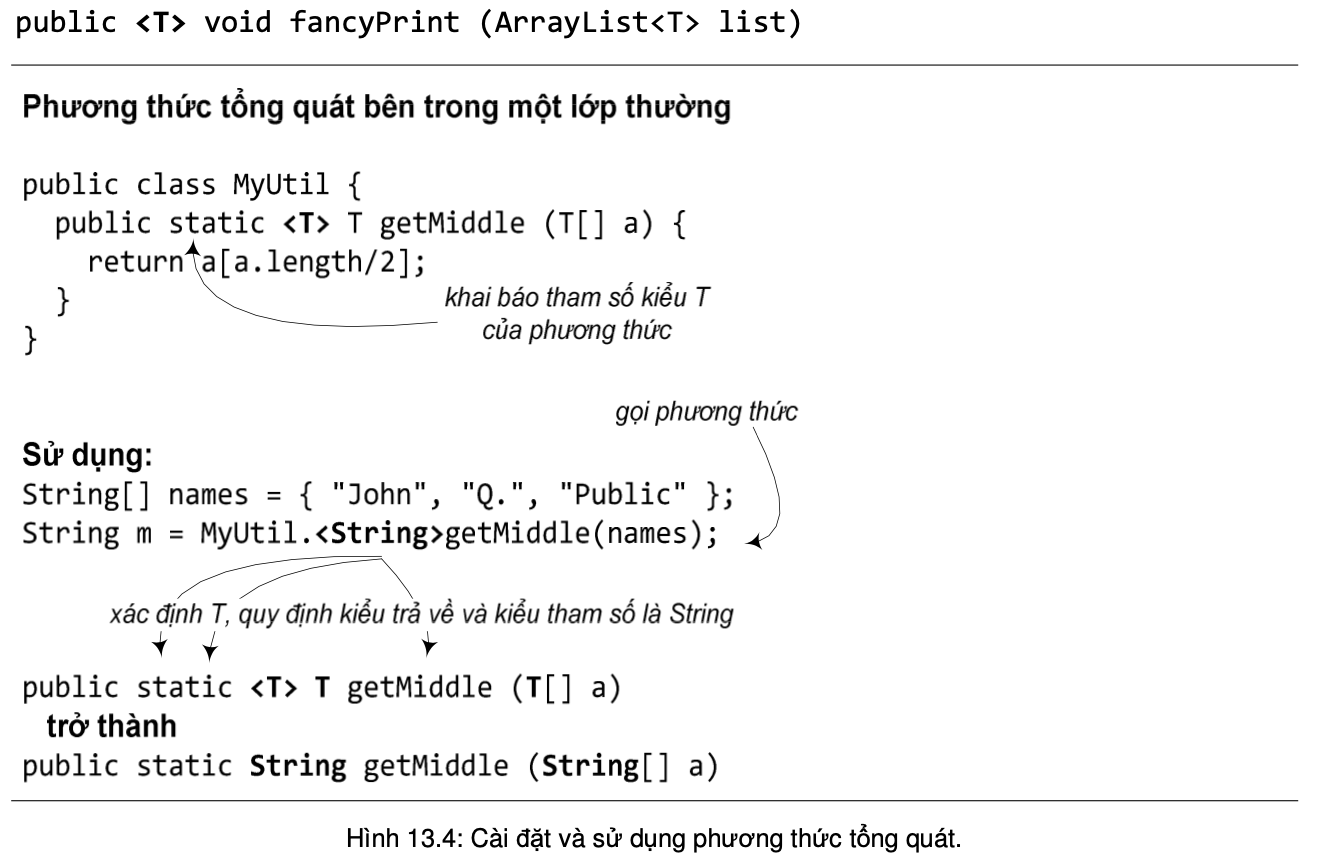 public <T> void fancyPrint (ArrayList<T> list)
Phương thức tổng quát bên trong một lớp thường
public class MyUtil {
public static <T> T getMiddle (T[] a) {
return a[a.length/2];
}
}
khai báo tham số kiểu T
của phương thức
gọi phương thức
Sử dụng:
String[] names = { "John", "Q.", "Public" };
String m = MyUtil.<String>getMiddle(names);
xác định T, quy định kiểu trả về và kiểu tham số là String
public static <T> T getMiddle (T[] a)
trở thành
public static String getMiddle (String[] a)
Hình 13.4: Cài đặt và sử dụng phương thức tổng quát.